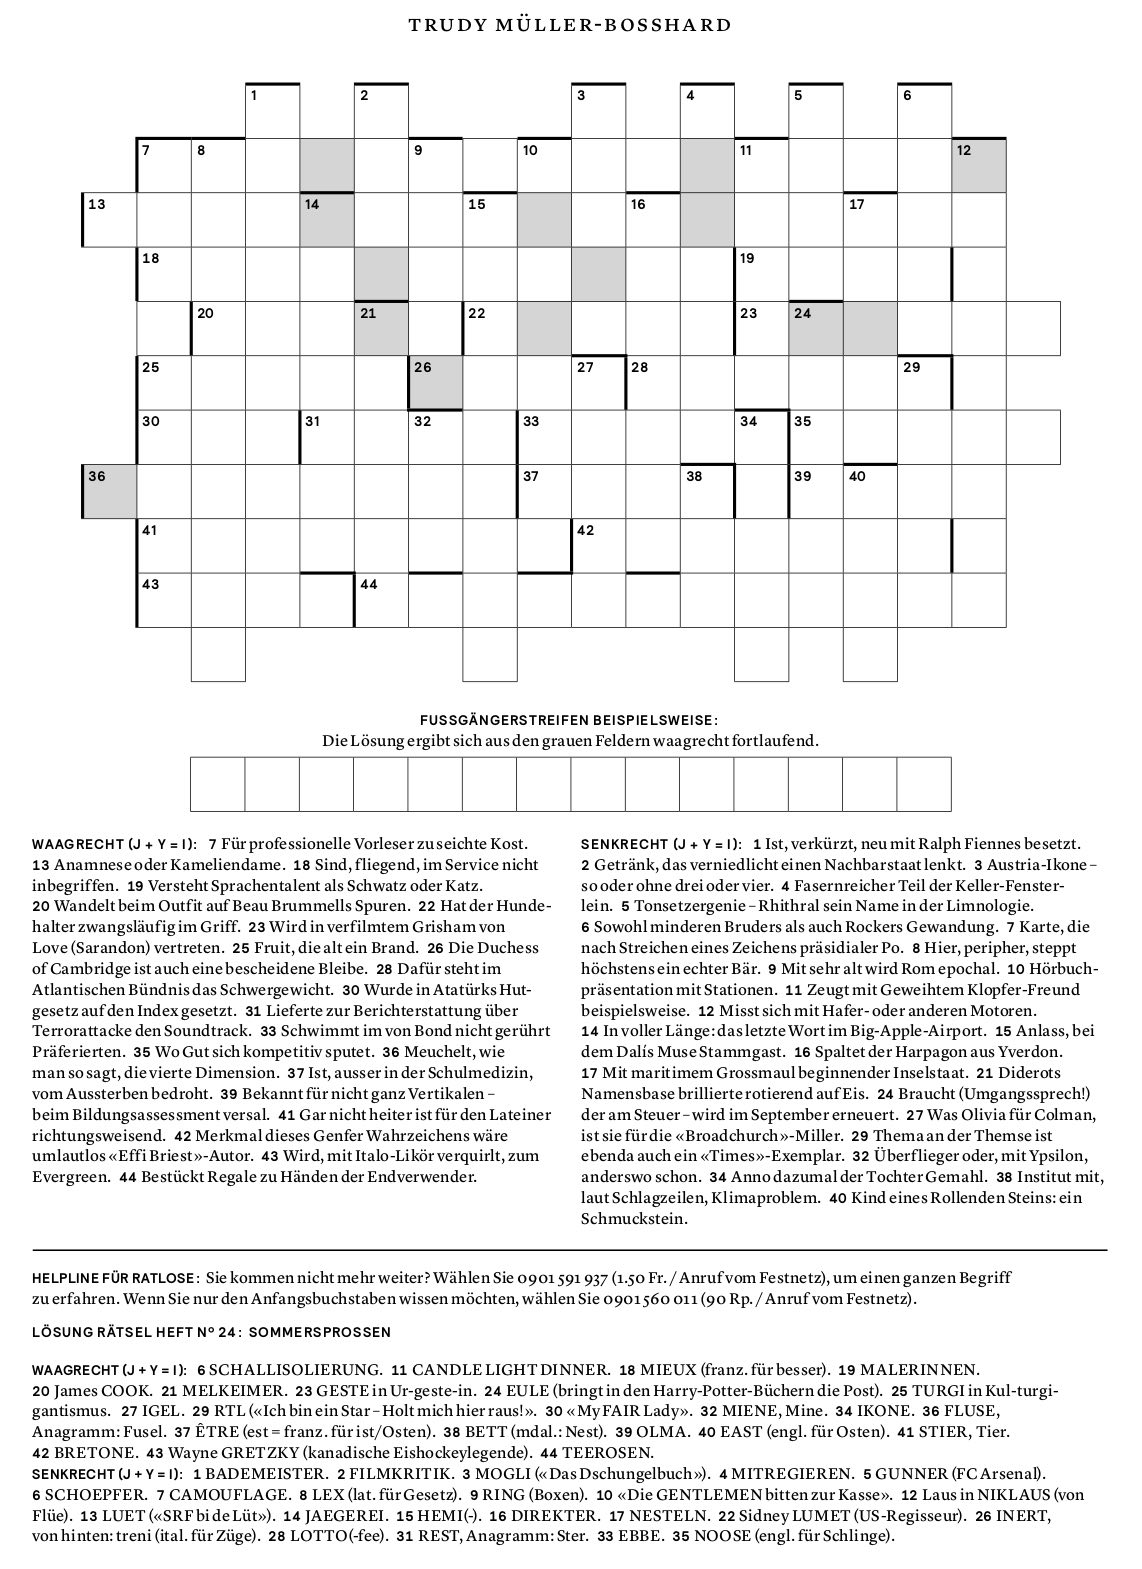 TRUDY MÜLLER-BOSSHARD
1 2 3 4 5 6
7 8 9 10 11 12
13 14 15 16 17
18 19
20 21 22 23 24
25 26 27 28 29
30 31 32 33 34 35
36 37 38 39 40
41 42
43 44
FUSSGÄNGERSTREIFEN BEISPIELSWEISE:
Die Lösung ergibt sich aus den grauen Feldern waagrecht fortlaufend.
WAAGRECHT (J + Y = I): 7 Für professionelle Vorleser zu seichte Kost.
13 Anamnese oder Kameliendame. 18 Sind, fliegend, im Service nicht
inbegriffen. 19 Versteht Sprachentalent als Schwatz oder Katz.
20 Wandelt beim Outfit auf Beau Brummells Spuren. 22 Hat der Hunde-
halter zwangsläufig im Griff. 23 Wird in verfilmtem Grisham von
Love (Sarandon) vertreten. 25 Fruit, die alt ein Brand. 26 Die Duchess
of Cambridge ist auch eine bescheidene Bleibe. 28 Dafür steht im
Atlantischen Bündnis das Schwergewicht. 30 Wurde in Atatürks Hut-
gesetz auf den Index gesetzt. 31 Lieferte zur Berichterstattung über
Terrorattacke den Soundtrack. 33 Schwimmt im von Bond nicht gerührt
Präferierten. 35 Wo Gut sich kompetitiv sputet. 36 Meuchelt, wie
man so sagt, die vierte Dimension. 37 Ist, ausser in der Schulmedizin,
vom Aussterben bedroht. 39 Bekannt für nicht ganz Vertikalen –
beim Bildungsassessment versal. 41 Gar nicht heiter ist für den Lateiner
richtungsweisend. 42 Merkmal dieses Genfer Wahrzeichens wäre
umlautlos «Effi Briest»-Autor. 43 Wird, mit Italo-Likör verquirlt, zum
Evergreen. 44 Bestückt Regale zu Händen der Endverwender.
SENKRECHT (J + Y = I): 1 Ist, verkürzt, neu mit Ralph Fiennes besetzt.
2 Getränk, das verniedlicht einen Nachbarstaat lenkt. 3 Austria-Ikone –
so oder ohne drei oder vier. 4 Fasernreicher Teil der Keller-Fenster-
lein. 5 Tonsetzergenie – Rhithral sein Name in der Limnologie.
6 Sowohl minderen Bruders als auch Rockers Gewandung. 7 Karte, die
nach Streichen eines Zeichens präsidialer Po. 8 Hier, peripher, steppt
höchstens ein echter Bär. 9 Mit sehr alt wird Rom epochal. 10 Hörbuch-
präsentation mit Stationen. 11 Zeugt mit Geweihtem Klopfer-Freund
beispielsweise. 12 Misst sich mit Hafer- oder anderen Motoren.
14 In voller Länge: das letzte Wort im Big-Apple-Airport. 15 Anlass, bei
dem Dalís Muse Stammgast. 16 Spaltet der Harpagon aus Yverdon.
17 Mit maritimem Grossmaul beginnender Inselstaat. 21 Diderots
Namensbase brillierte rotierend auf Eis. 24 Braucht (Umgangssprech!)
der am Steuer – wird im September erneuert. 27 Was Olivia für Colman,
ist sie für die «Broadchurch»-Miller. 29 Thema an der Themse ist
ebenda auch ein «Times»-Exemplar. 32 Überflieger oder, mit Ypsilon,
anderswo schon. 34 Anno dazumal der Tochter Gemahl. 38 Institut mit,
laut Schlagzeilen, Klimaproblem. 40 Kind eines Rollenden Steins: ein
Schmuckstein.
HELPLINE FÜR RATLOSE: Sie kommen nicht mehr weiter? Wählen Sie 0901 591 937 (1.50 Fr. / Anruf vom Festnetz), um einen ganzen Begriff
zu erfahren. Wenn Sie nur den Anfangsbuchstaben wissen möchten, wählen Sie 0901 560 011 (90 Rp. / Anruf vom Festnetz).
LÖSUNG RÄTSEL HEFT Nº 24: SOMMERSPROSSEN
WAAGRECHT (J + Y = I): 6 SCHALLISOLIERUNG. 11 CANDLE LIGHT DINNER. 18 MIEUX (franz. für besser). 19 MALERINNEN.
20 James COOK. 21 MELKEIMER. 23 GESTE in Ur-geste-in. 24 EULE (bringt in den Harry-Potter-Büchern die Post). 25 TURGI in Kul-turgi-
gantismus. 27 IGEL. 29 RTL («Ich bin ein Star – Holt mich hier raus!». 30 «My FAIR Lady». 32 MIENE, Mine. 34 IKONE. 36 FLUSE,
Anagramm: Fusel. 37 ÊTRE (est = franz. für ist/Osten). 38 BETT (mdal.: Nest). 39 OLMA. 40 EAST (engl. für Osten). 41 STIER, Tier.
42 BRETONE. 43 Wayne GRETZKY (kanadische Eishockeylegende). 44 TEEROSEN.
SENKRECHT (J + Y = I): 1 BADEMEISTER. 2 FILMKRITIK. 3 MOGLI («Das Dschungelbuch»). 4 MITREGIEREN. 5 GUNNER (FC Arsenal).
6 SCHOEPFER. 7 CAMOUFLAGE. 8 LEX (lat. für Gesetz). 9 RING (Boxen). 10 «Die GENTLEMEN bitten zur Kasse». 12 Laus in NIKLAUS (von
Flüe). 13 LUET («SRF bi de Lüt»). 14 JAEGEREI. 15 HEMI(-). 16 DIREKTER. 17 NESTELN. 22 Sidney LUMET (US-Regisseur). 26 INERT,
von hinten: treni (ital. für Züge). 28 LOTTO(-fee). 31 REST, Anagramm: Ster. 33 EBBE. 35 NOOSE (engl. für Schlinge).